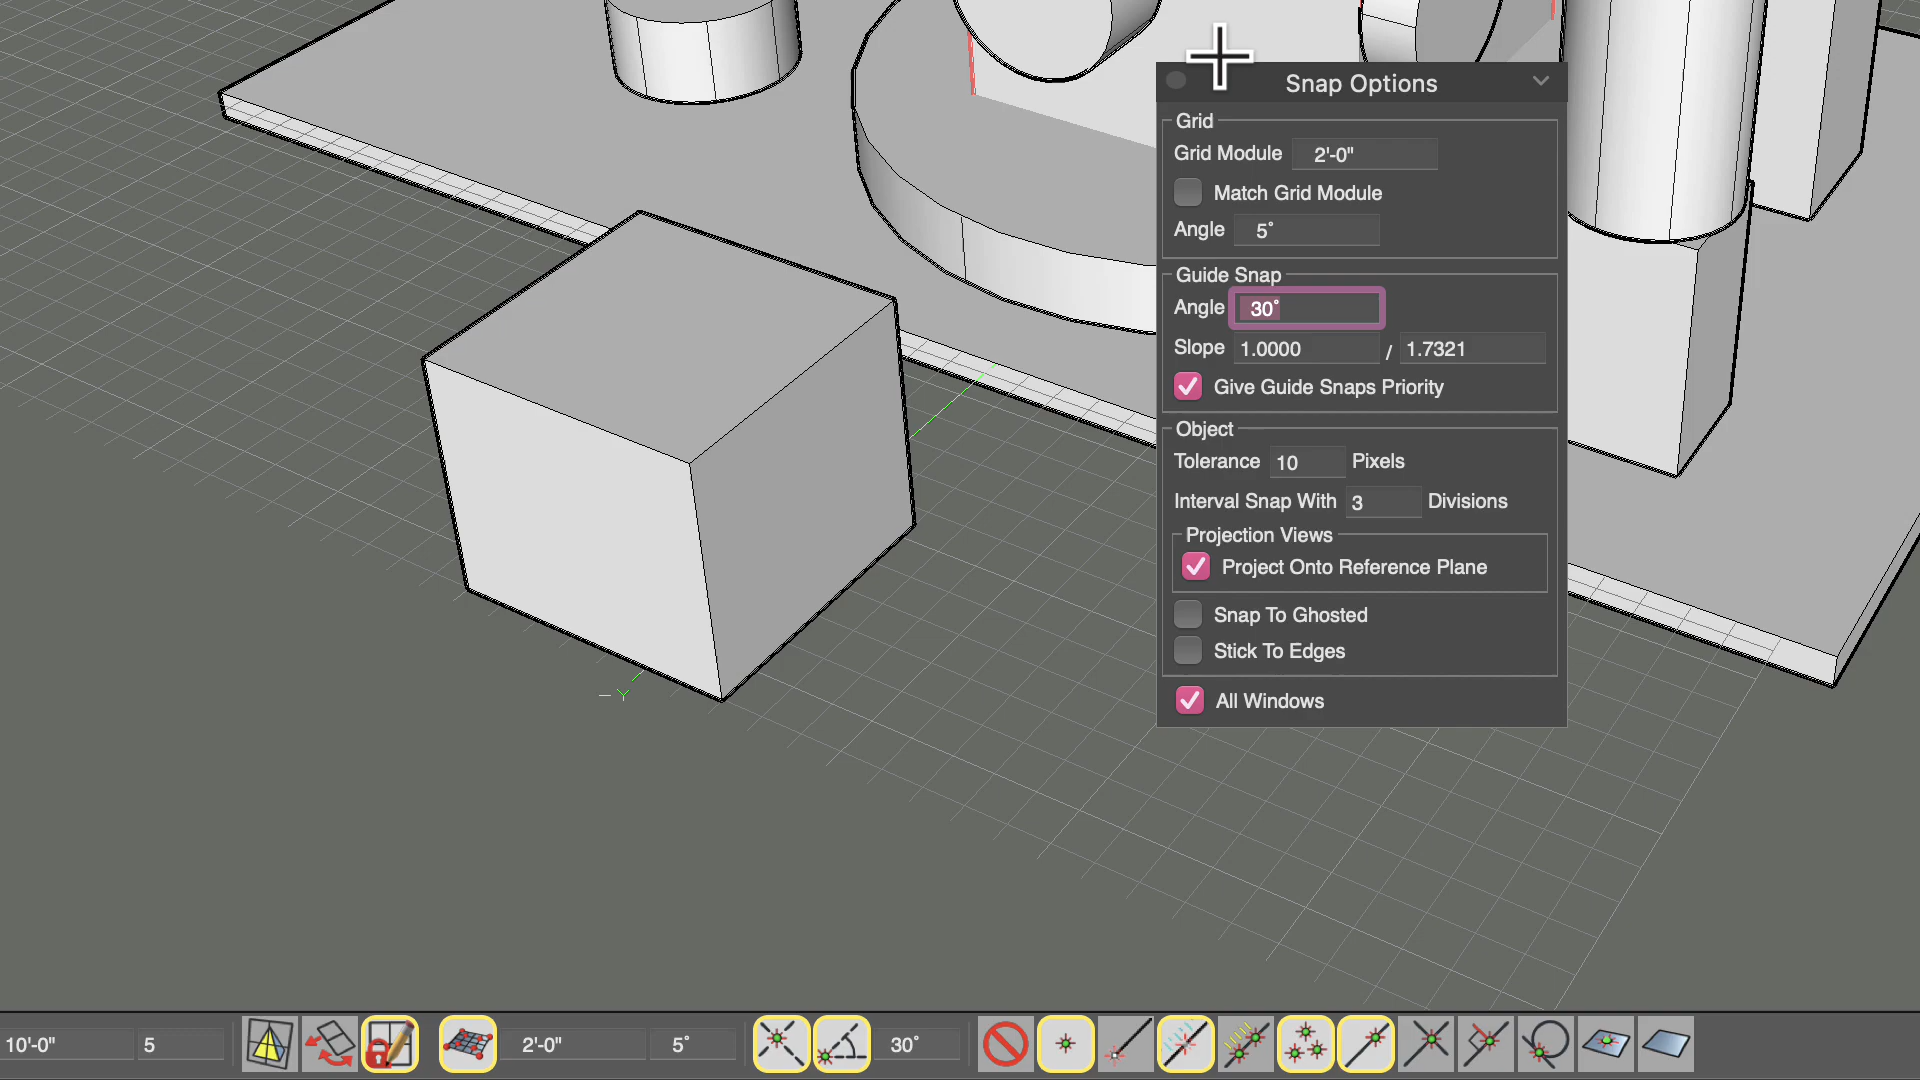 Snap Options
Grid
Grid Module 2'-0"
Match Grid Module
Angle 5°
Guide Snap
Angle 30°
Slope 1.0000 / 1.7321
Give Guide Snaps Priority
Object
Tolerance 10 Pixels
Interval Snap With 3 Divisions
Projection Views
Project Onto Reference Plane
Snap To Ghosted
Stick To Edges
All Windows
Y
10'-0" 5 2'-0" 5° 30°